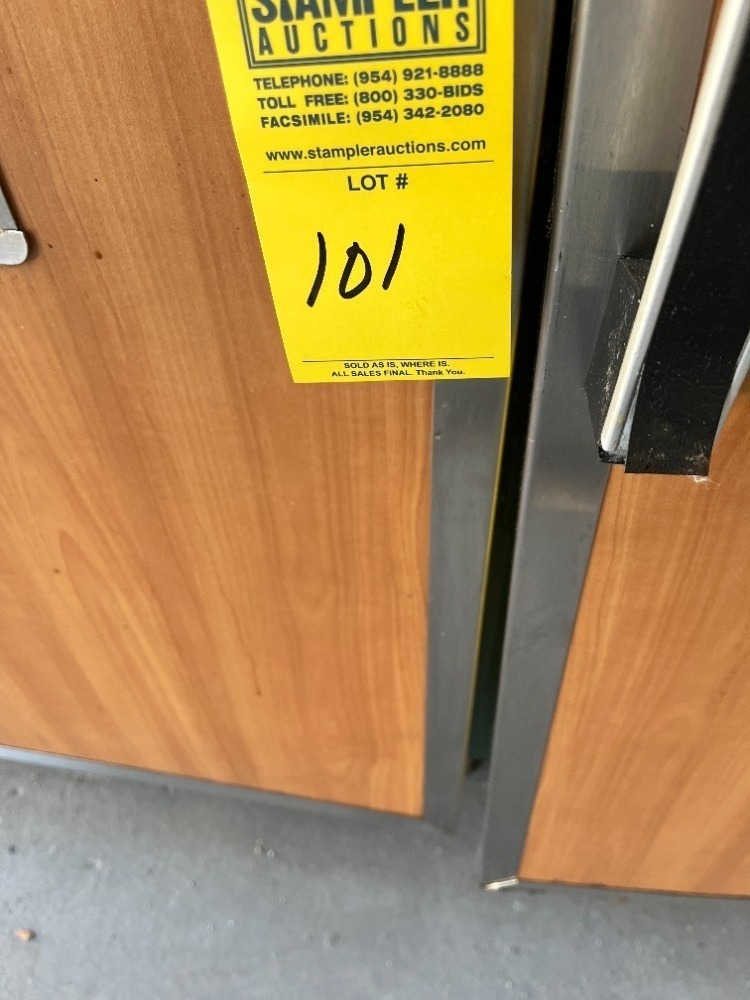 STAMPLER
AUCTIONS
TELEPHONE: (954) 921-8888
TOLL FREE: (800) 330-BIDS
FACSIMILE: (954) 342-2080
www.stamplerauctions.com
LOT #
101
SOLD AS IS, WHERE IS.
ALL SALES FINAL. Thank You.